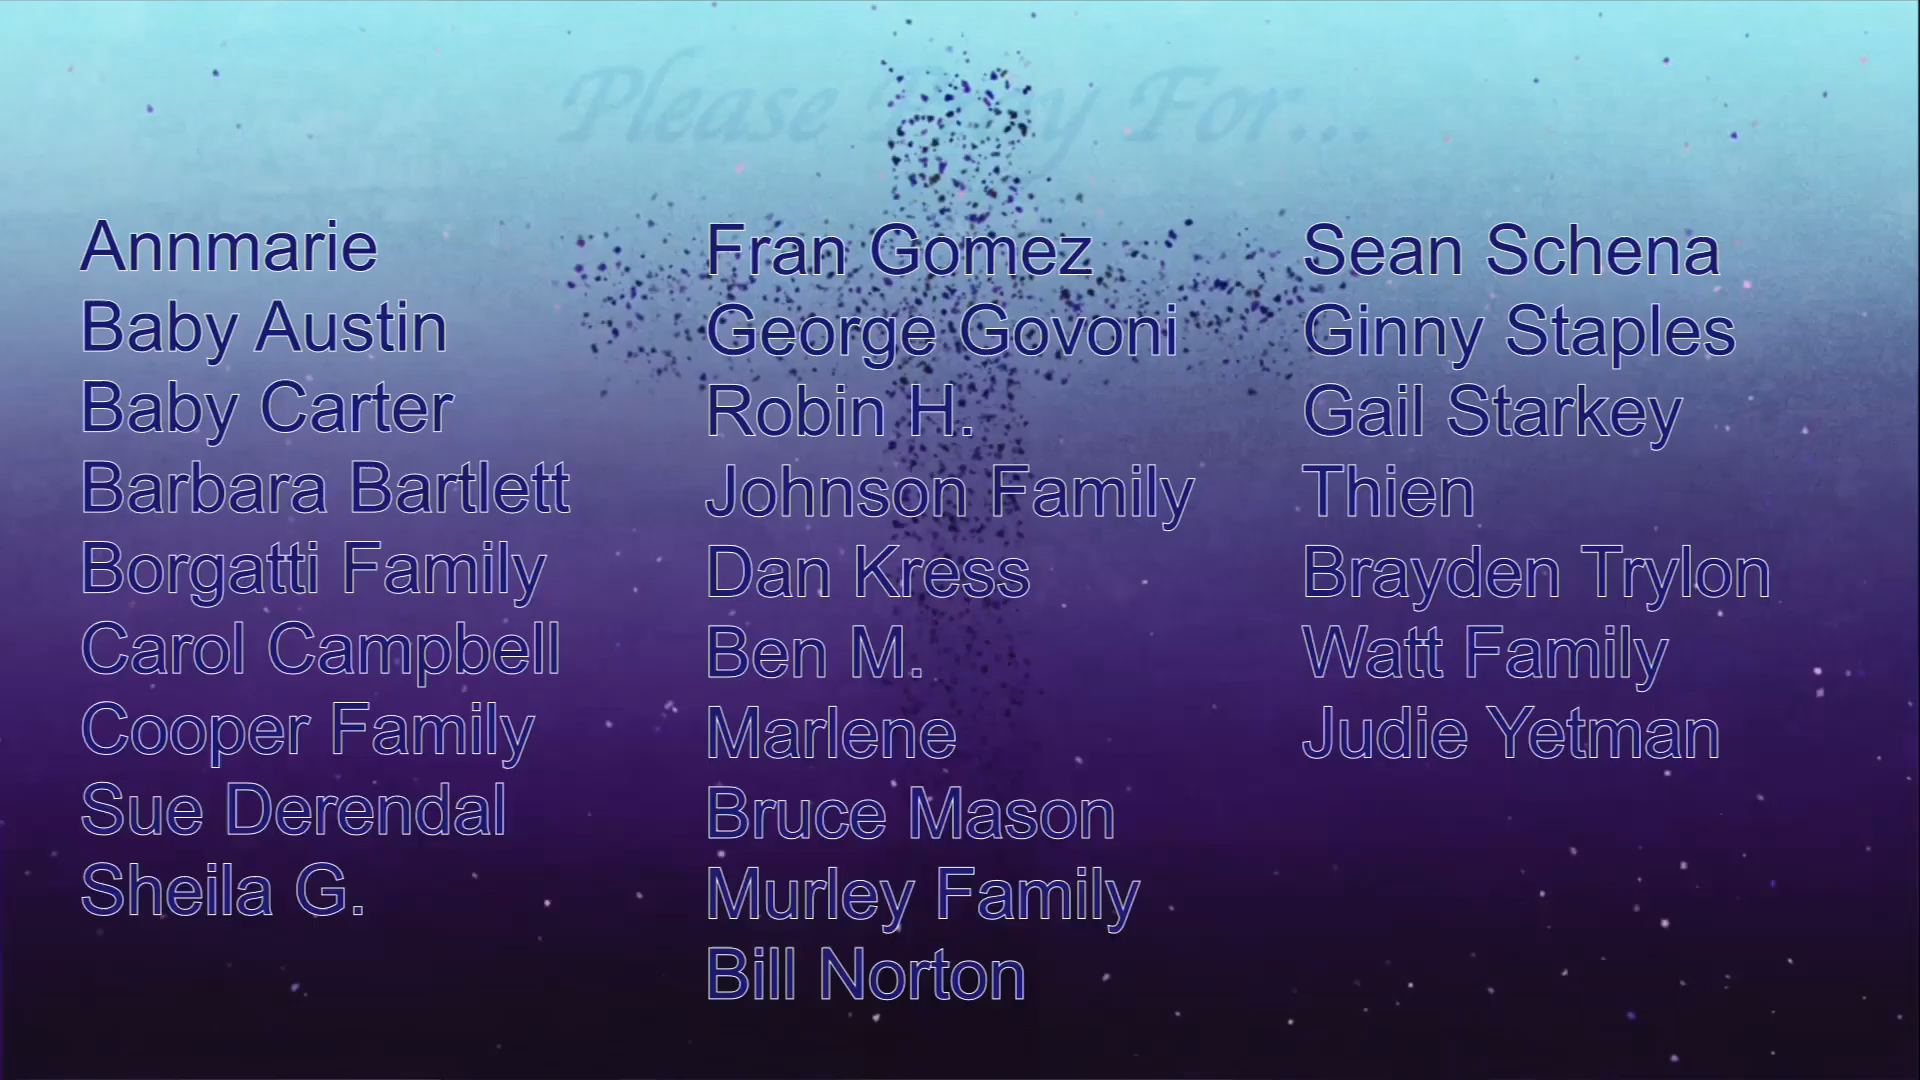 Please Pray For...
Annmarie
Baby Austin
Baby Carter
Barbara Bartlett
Borgatti Family
Carol Campbell
Cooper Family
Sue Derendal
Sheila G.
Fran Gomez
George Govoni
Robin H.
Johnson Family
Dan Kress
Ben M.
Marlene
Bruce Mason
Murley Family
Bill Norton
Sean Schena
Ginny Staples
Gail Starkey
Thien
Brayden Trylon
Watt Family
Judie Yetman